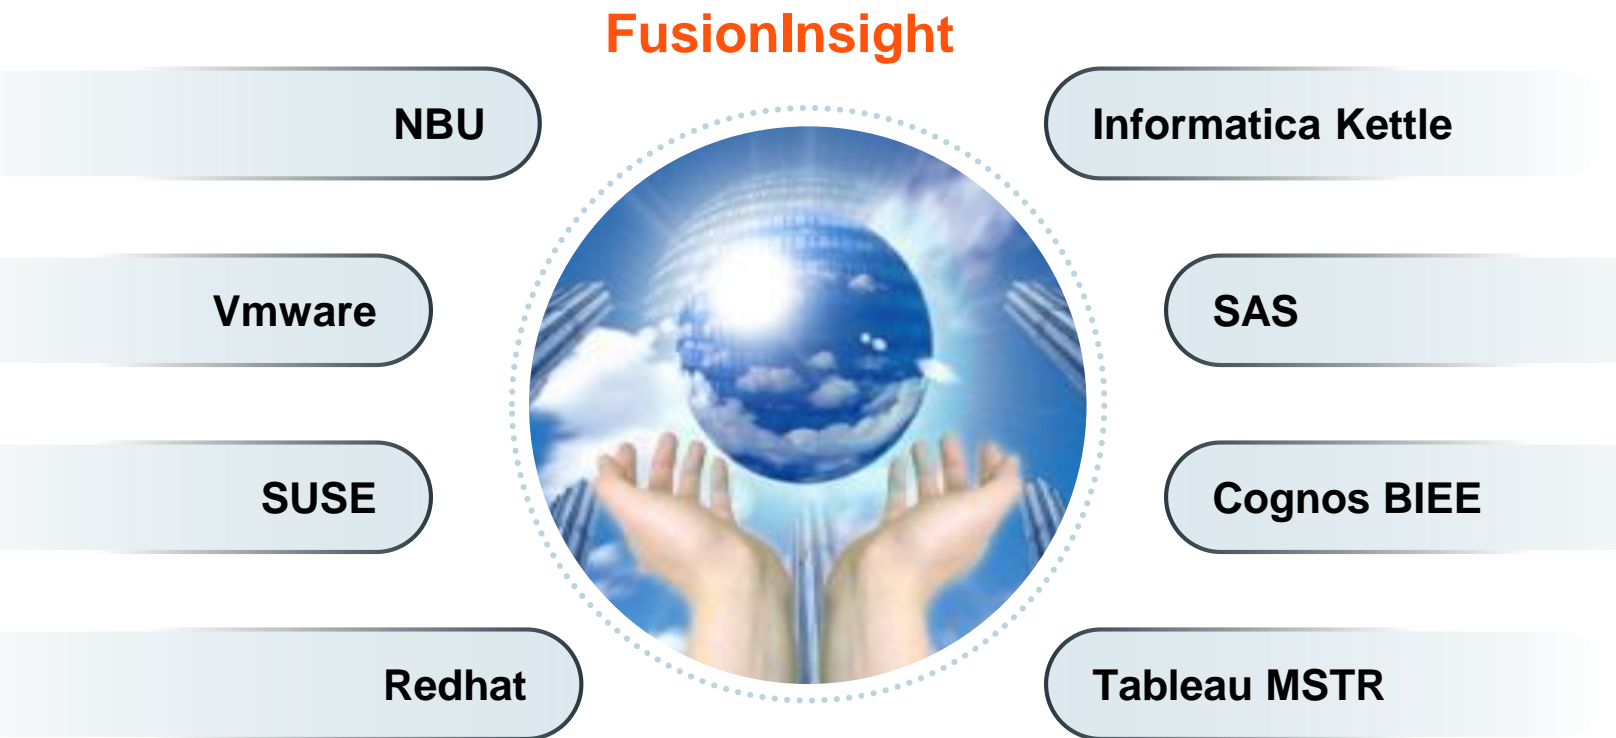 FusionInsight
NBU
Informatica Kettle
Vmware
SAS
SUSE
Cognos BIEE
Redhat
Tableau MSTR